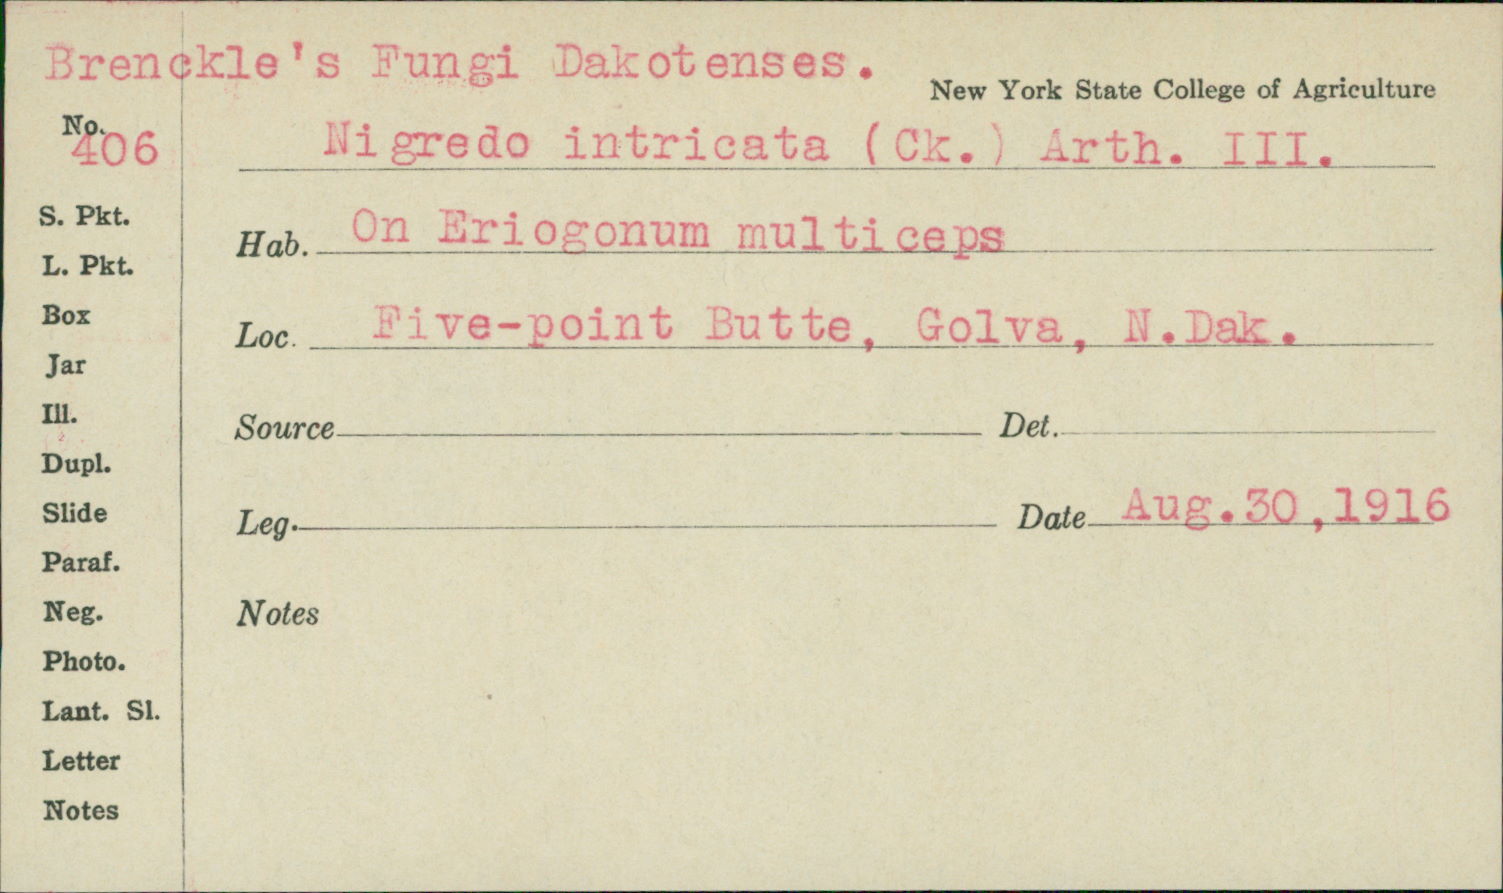 Brenckle's Fungi Dakotenses.
New York State College of Agriculture
No.
406
Nigredo intricata (Ck.) Arth. III.
S. Pkt.
Hab. On Eriogonum multiceps
L. Pkt.
Box
Loc. Five-point Butte, Golva, N.Dak.
Jar
Ill.
Source Det.
Dupl.
Slide
Leg. Date Aug.30,1916
Paraf.
Neg.
Notes
Photo.
Lant. Sl.
Letter
Notes